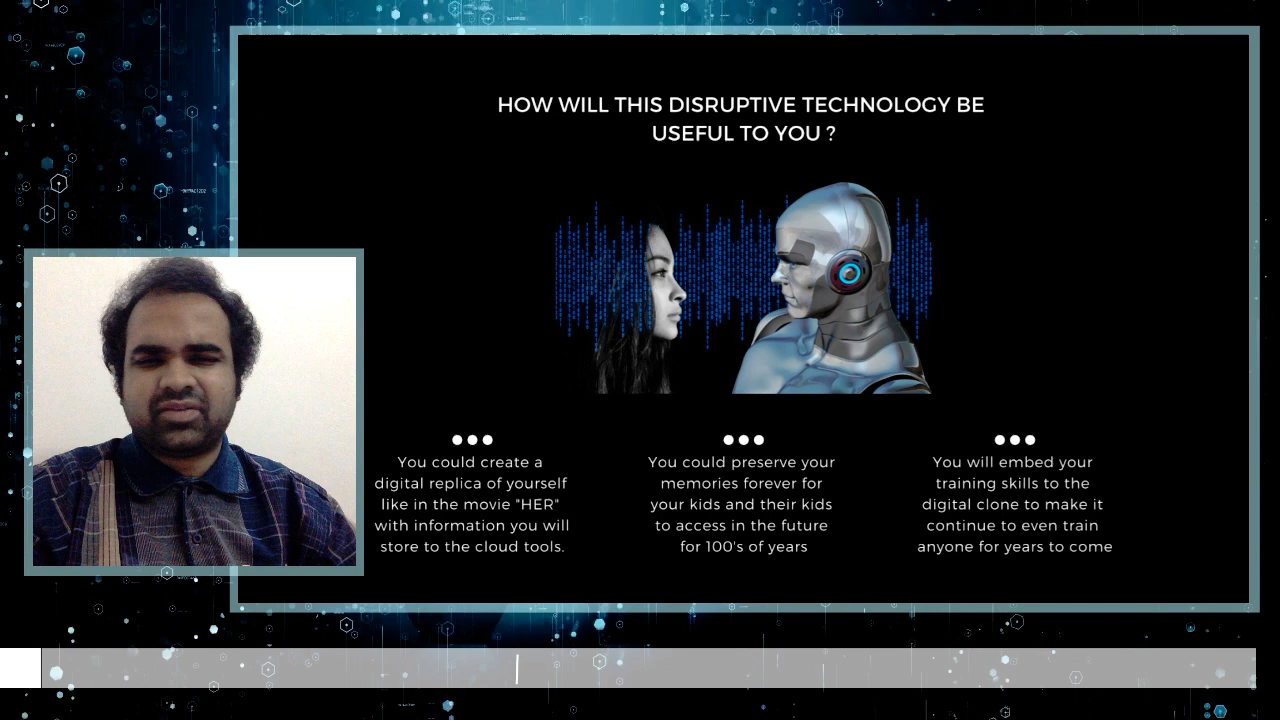 HOW WILL THIS DISRUPTIVE TECHNOLOGY BE
USEFUL TO YOU ?
You could create a
digital replica of yourself
like in the movie "HER"
with information you will
store to the cloud tools.
You could preserve your
memories forever for
your kids and their kids
to access in the future
for 100's of years
You will embed your
training skills to the
digital clone to make it
continue to even train
anyone for years to come